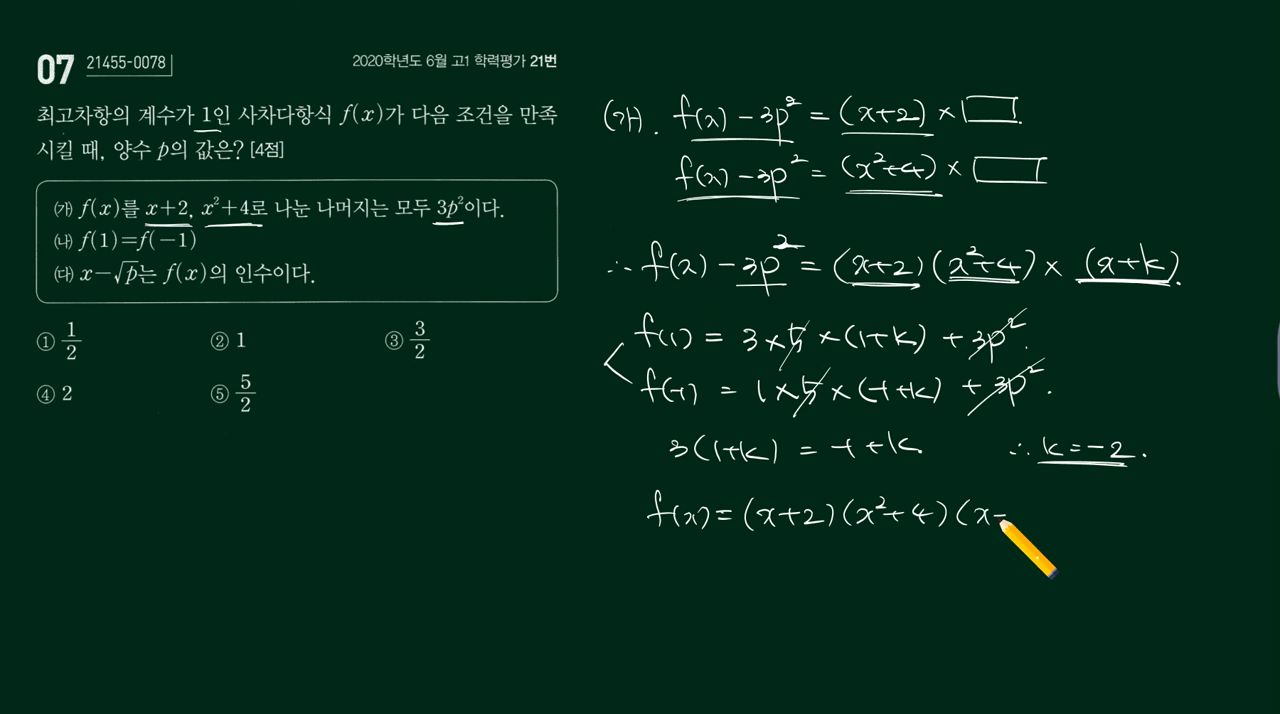 07 21455-0078 2020학년도 6월 고1 학력평가 21번
최고차항의 계수가 1인 사차다항식 f(x)가 다음 조건을 만족
시킬 때, 양수 p의 값은? [4점]
㈎ f(x)를 x+2, x²+4로 나눈 나머지는 모두 3p²이다.
㈏ f(1)=f(-1)
㈐ x-√p는 f(x)의 인수이다.
① 1/2 ② 1 ③ 3/2
④ 2 ⑤ 5/2
(가). f(x) - 3p² = (x+2) × □.
f(x) - 3p² = (x²+4) × □
∴ f(x) - 3p² = (x+2)(x²+4) × (x+k).
f(1) = 3 × 5 × (1+k) + 3p².
f(-1) = 1 × 5 × (-1+k) + 3p².
3(1+k) = -1+k. ∴ k = -2.
f(x) = (x+2)(x²+4)(x-